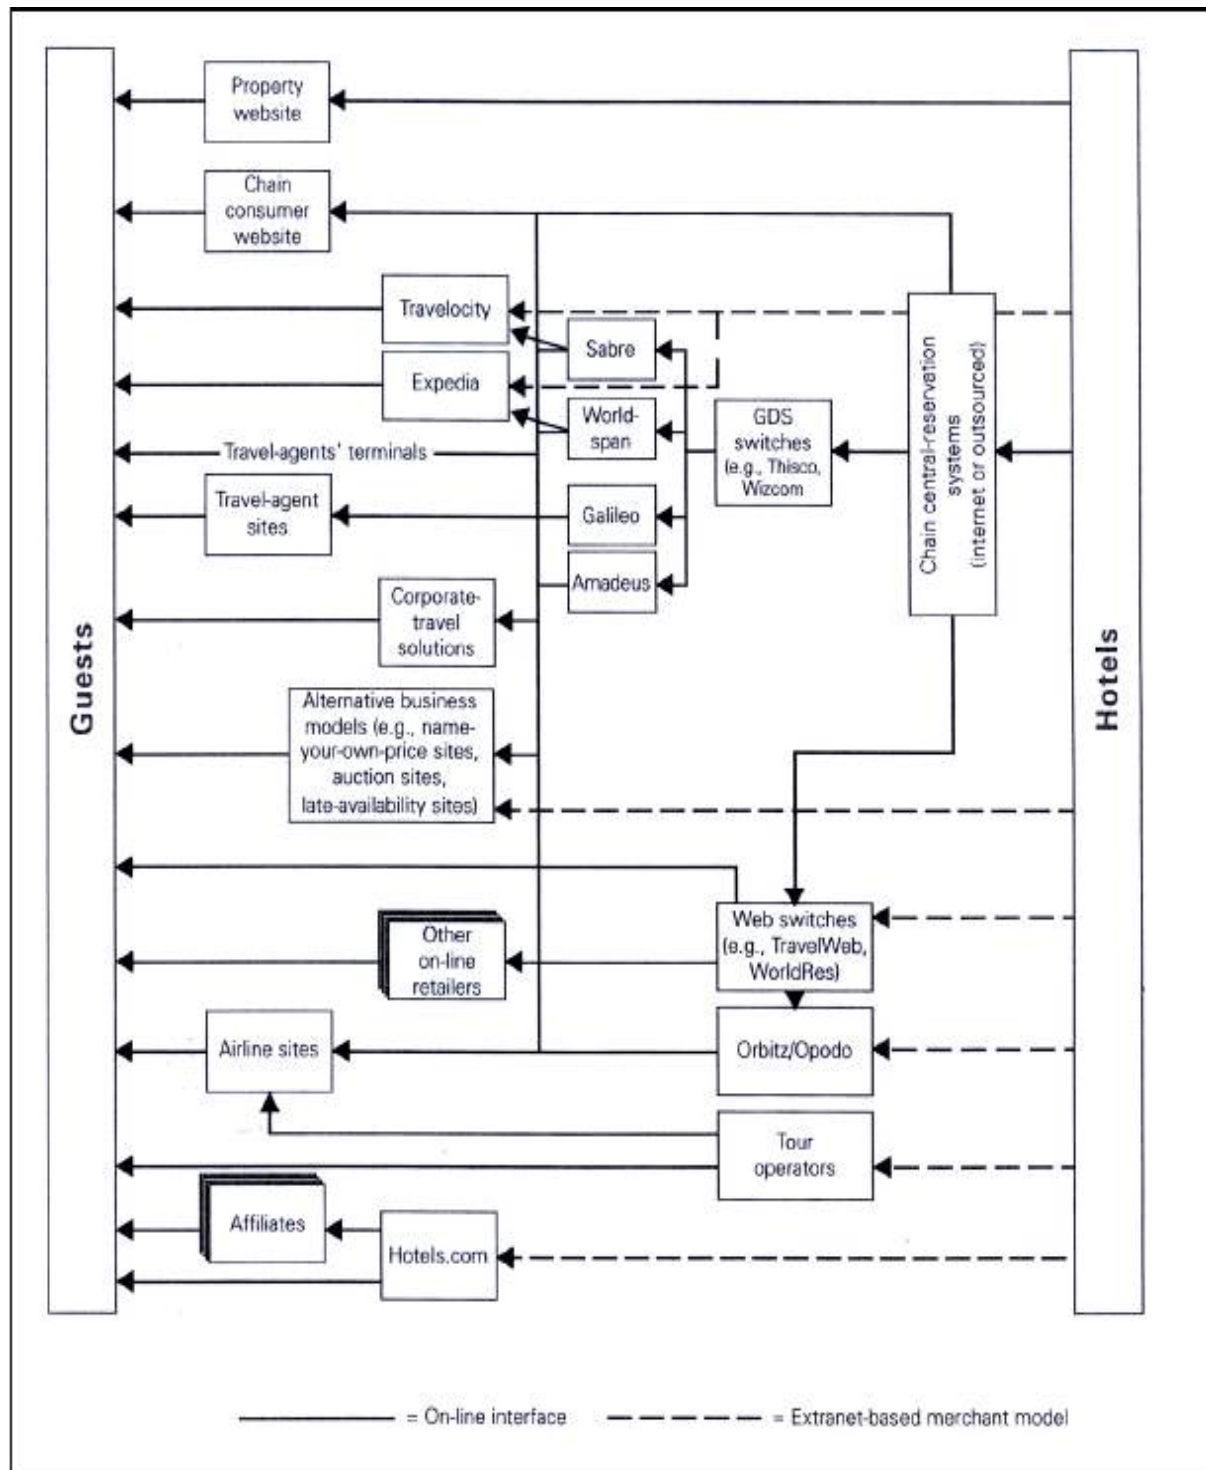 Property
website
Chain
consumer
website
Travelocity
Sabre
Expedia
World-
span
GDS
switches
(e.g., Thisco,
Wizcom
Chain central-reservation
systems
(internet or outsourced)
Travel-agents' terminals
Travel-agent
sites
Galileo
Amadeus
Corporate-
travel
solutions
Guests
Hotels
Alternative business
models (e.g., name-
your-own-price sites,
auction sites,
late-availability sites)
Web switches
(e.g., TravelWeb,
WorldRes)
Other
on-line
retailers
Airline sites
Orbitz/Opodo
Tour
operators
Affiliates
Hotels.com
= On-line interface
= Extranet-based merchant model